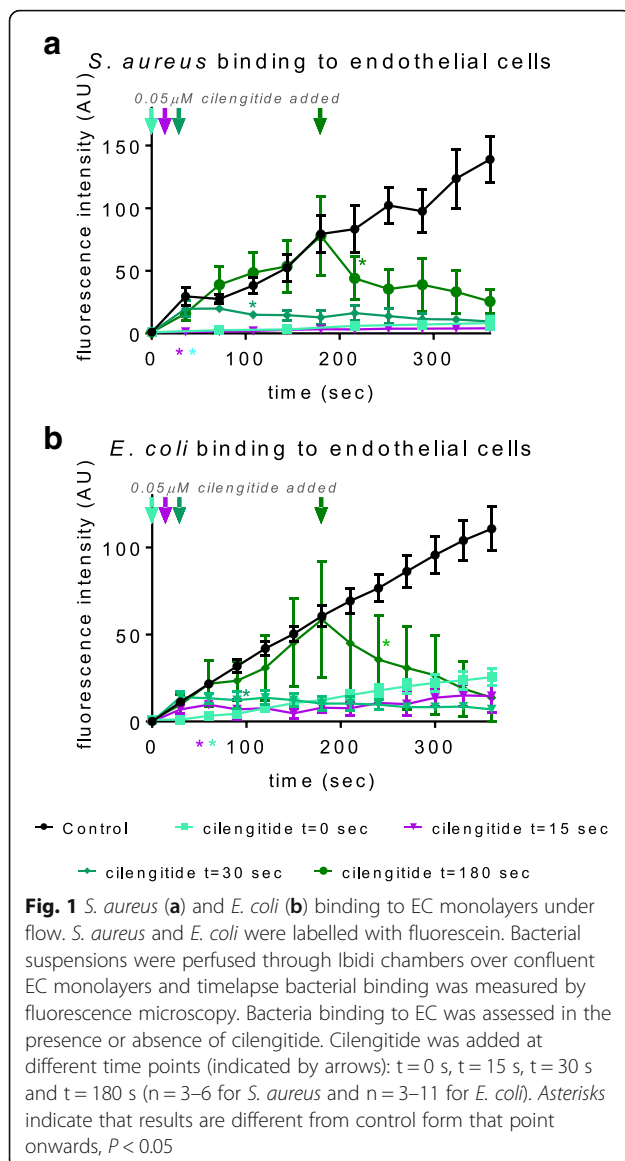 a
S. aureus binding to endothelial cells
0.05µM cilengitide added
fluorescence intensity (AU)
150
100
50
0
* *
*
*
0 100 200 300
time (sec)
b
E. coli binding to endothelial cells
0.05µM cilengitide added
fluorescence intensity (AU)
100
50
0
* *
*
*
0 100 200 300
time (sec)
Control
cilengitide t=0 sec
cilengitide t=15 sec
cilengitide t=30 sec
cilengitide t=180 sec
Fig. 1 S. aureus (a) and E. coli (b) binding to EC monolayers under
flow. S. aureus and E. coli were labelled with fluorescein. Bacterial
suspensions were perfused through Ibidi chambers over confluent
EC monolayers and timelapse bacterial binding was measured by
fluorescence microscopy. Bacteria binding to EC was assessed in the
presence or absence of cilengitide. Cilengitide was added at
different time points (indicated by arrows): t = 0 s, t = 15 s, t = 30 s
and t = 180 s (n = 3–6 for S. aureus and n = 3–11 for E. coli). Asterisks
indicate that results are different from control form that point
onwards, P < 0.05